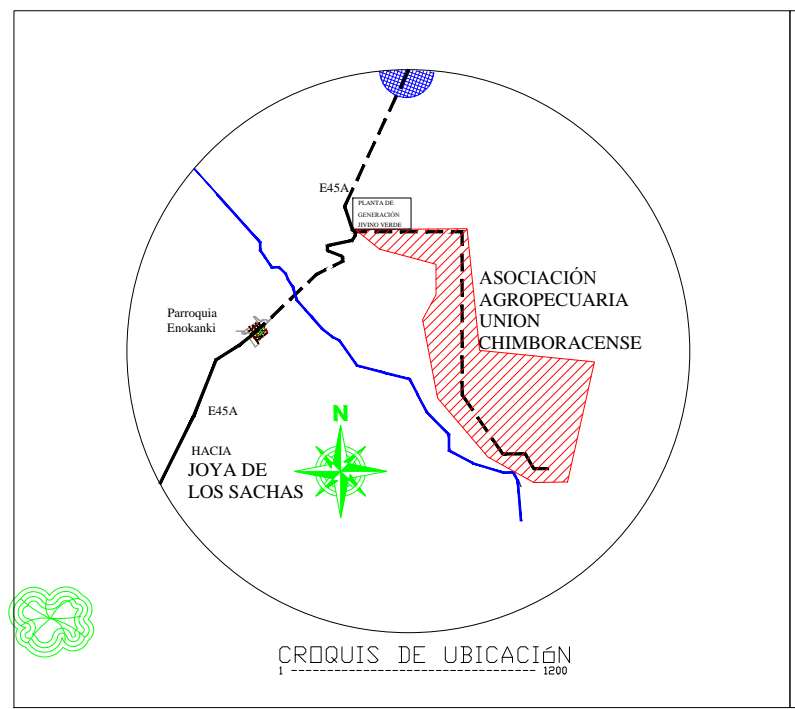 E45A
PLANTA DE
GENERACIÓN
JIVINO VERDE
ASOCIACIÓN
AGROPECUARIA
UNION
CHIMBORACENSE
Parroquia
Enokanki
E45A
HACIA
JOYA DE
LOS SACHAS
N
CROQUIS DE UBICACIóN
1 ------------------------------ 1200